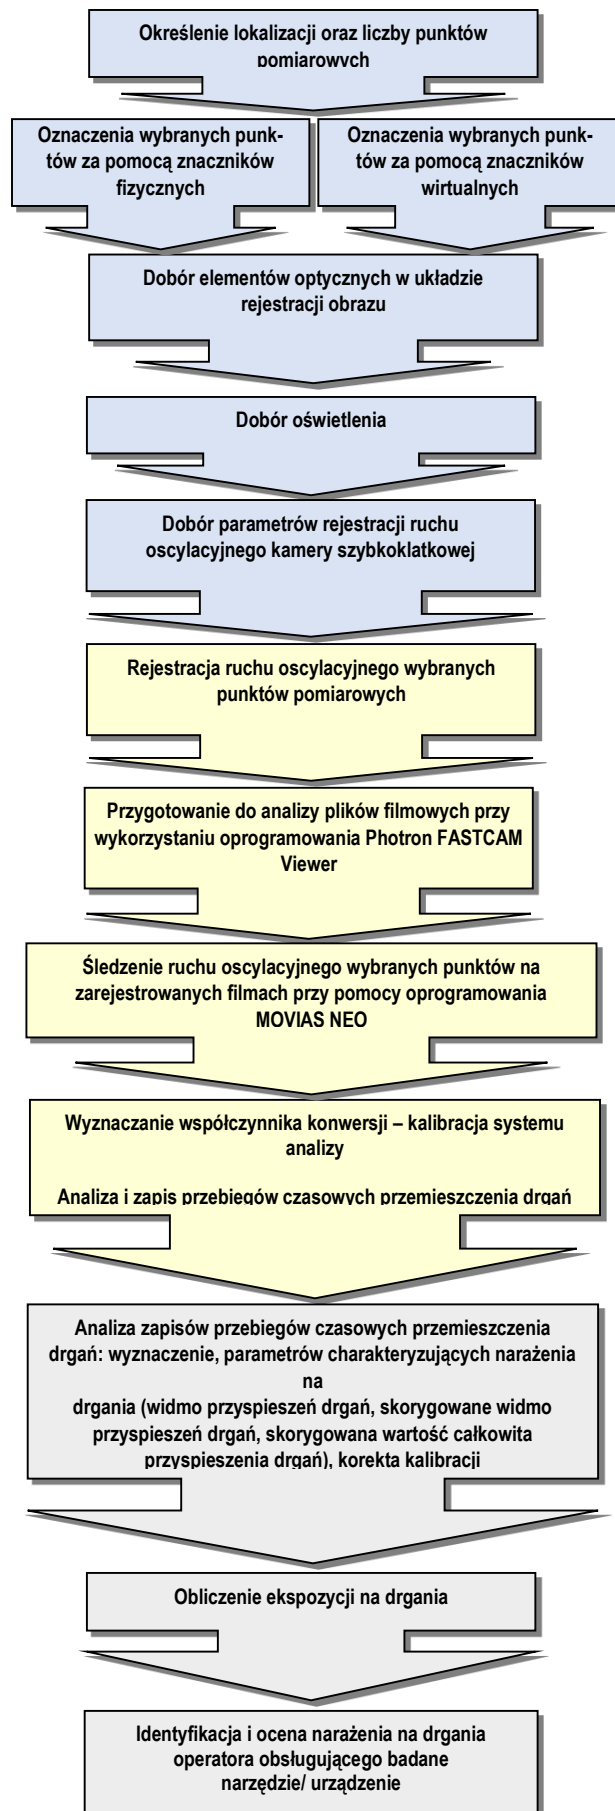 Określenie lokalizacji oraz liczby punktów
pomiarowych
Oznaczenia wybranych punk-
tów za pomocą znaczników
fizycznych
Oznaczenia wybranych punk-
tów za pomocą znaczników
wirtualnych
Dobór elementów optycznych w układzie
rejestracji obrazu
Dobór oświetlenia
Dobór parametrów rejestracji ruchu
oscylacyjnego kamery szybkoklatkowej
Rejestracja ruchu oscylacyjnego wybranych
punktów pomiarowych
Przygotowanie do analizy plików filmowych przy
wykorzystaniu oprogramowania Photron FASTCAM
Viewer
Śledzenie ruchu oscylacyjnego wybranych punktów na
zarejestrowanych filmach przy pomocy oprogramowania
MOVIAS NEO
Wyznaczanie współczynnika konwersji – kalibracja systemu
analizy
Analiza i zapis przebiegów czasowych przemieszczenia drgań
Analiza zapisów przebiegów czasowych przemieszczenia
drgań: wyznaczenie, parametrów charakteryzujących narażenia
na
drgania (widmo przyspieszeń drgań, skorygowane widmo
przyspieszeń drgań, skorygowana wartość całkowita
przyspieszenia drgań), korekta kalibracji
Obliczenie ekspozycji na drgania
Identyfikacja i ocena narażenia na drgania
operatora obsługującego badane
narzędzie/ urządzenie